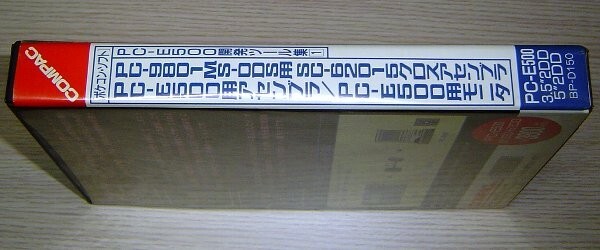 COMPAC
ポケコンソフト
PC-E500開発ツール集1
PC-9801MS-DOS用SC62015クロスアセンブラ
PC-E500用アセンブラ/PC-E500用モニタ
PC-E500
3.5"2DD
5"2DD
BP-0150